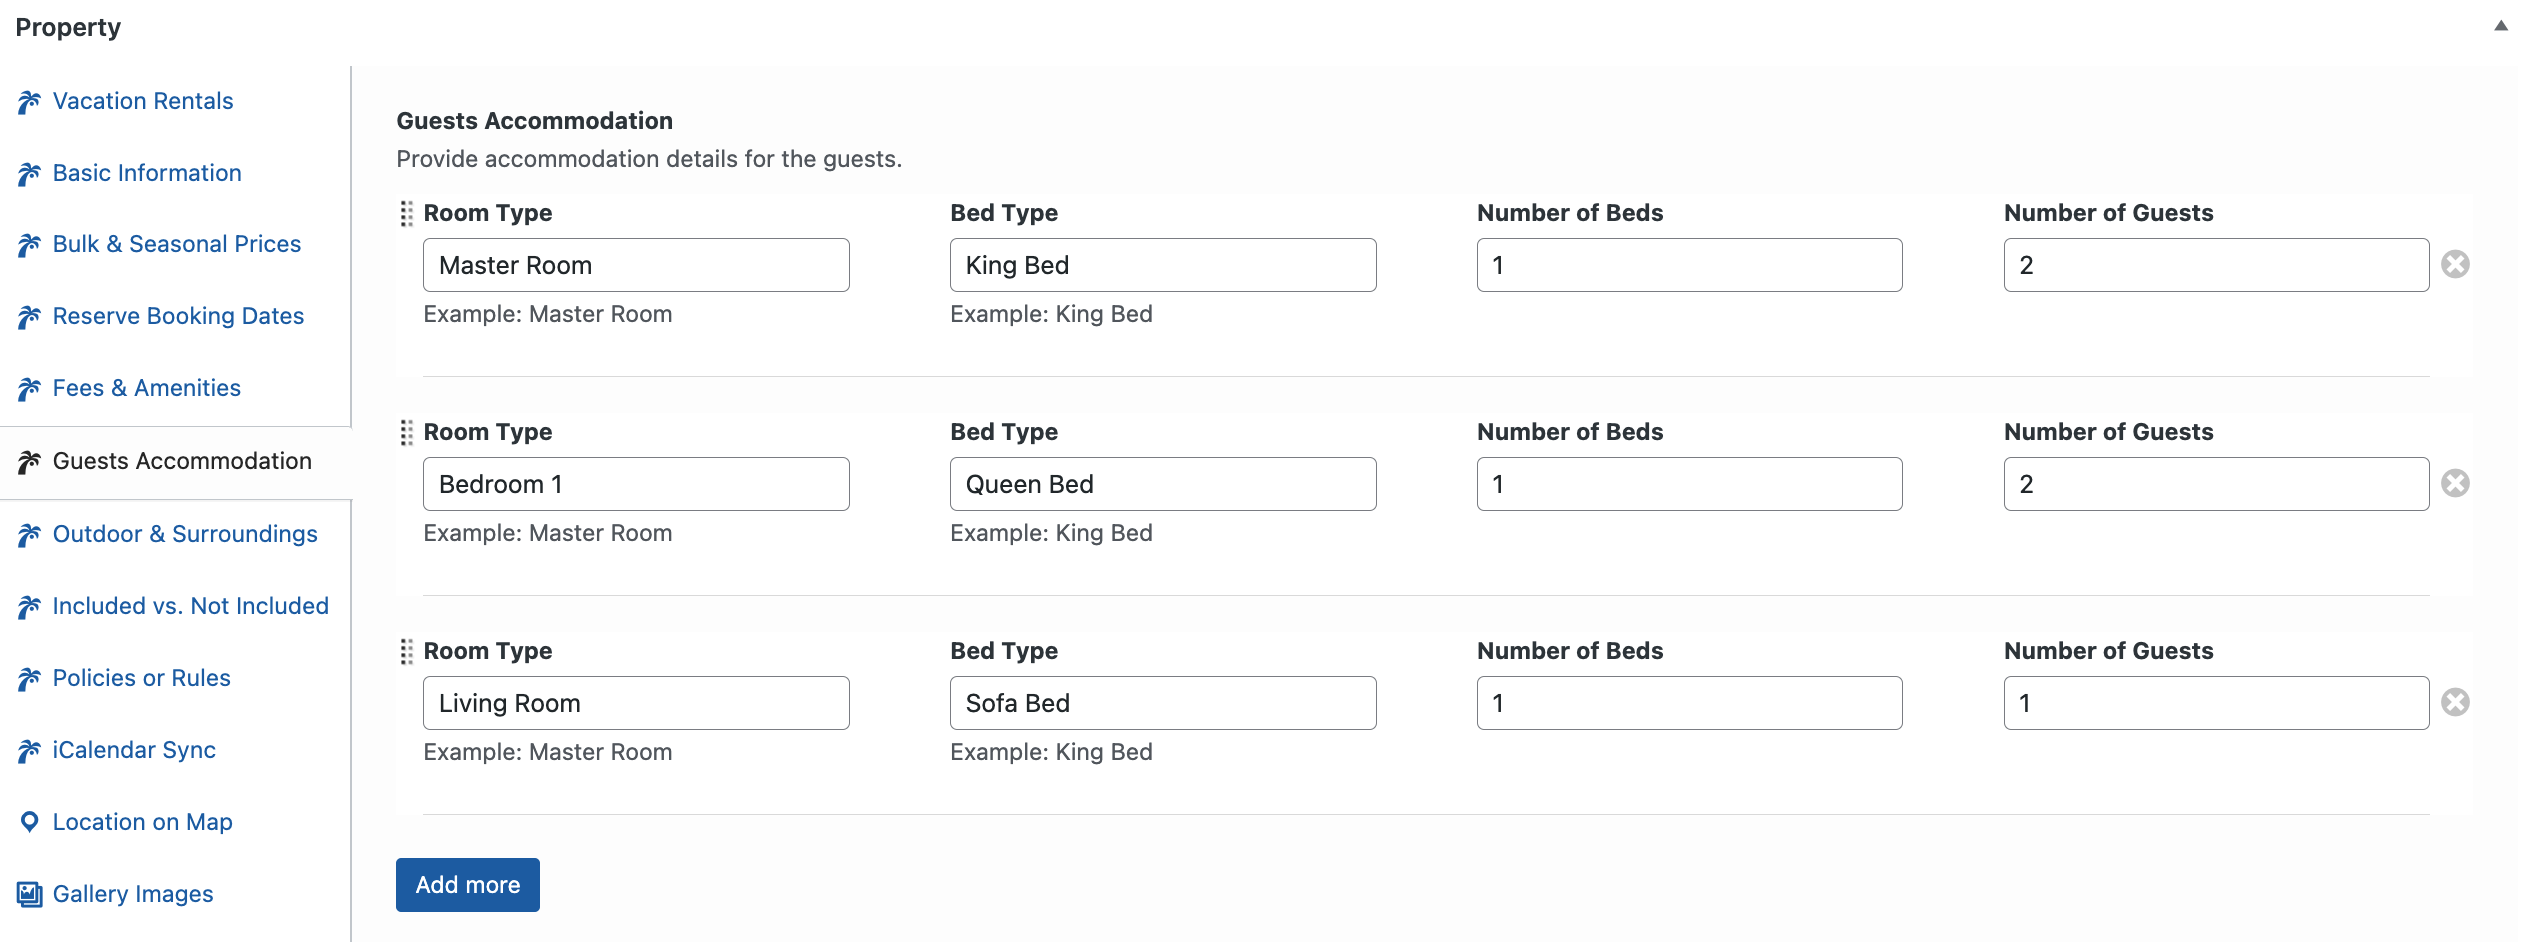 Property
Vacation Rentals
Basic Information
Bulk & Seasonal Prices
Reserve Booking Dates
Fees & Amenities
Guests Accommodation
Outdoor & Surroundings
Included vs. Not Included
Policies or Rules
iCalendar Sync
Location on Map
Gallery Images
Guests Accommodation
Provide accommodation details for the guests.
Room Type Bed Type Number of Beds Number of Guests
Master Room King Bed 1 2
Example: Master Room Example: King Bed
Room Type Bed Type Number of Beds Number of Guests
Bedroom 1 Queen Bed 1 2
Example: Master Room Example: King Bed
Room Type Bed Type Number of Beds Number of Guests
Living Room Sofa Bed 1 1
Example: Master Room Example: King Bed
Add more